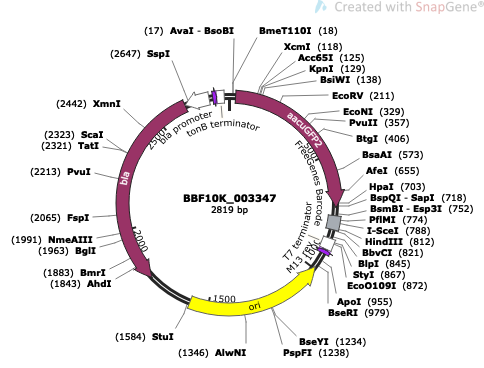 Created with SnapGene®
(17) AvaI - BsoBI
BmeT110I (18)
(2647) SspI
XcmI (118)
Acc65I (125)
KpnI (129)
BsiWI (138)
EcoRV (211)
(2442) XmnI
EcoNI (329)
PvuII (357)
BtgI (406)
(2323) ScaI
(2321) TatI
BsaAI (573)
(2213) PvuI
AfeI (655)
HpaI (703)
BspQI - SapI (718)
BsmBI - Esp3I (752)
(2065) FspI
PflMI (774)
I-SceI (788)
(1991) NmeAIII
HindIII (812)
(1963) BglI
BbvCI (821)
BlpI (845)
(1883) BmrI
StyI (867)
(1843) AhdI
EcoO109I (872)
ApoI (955)
BseRI (979)
(1584) StuI
BseYI (1234)
(1346) AlwNI
PspFI (1238)
bla promoter
tonB terminator
aacuGFP2
FreeGenes Barcode
T7 terminator
M13 rev
bla
ori
BBF10K_003347
2819 bp
500
1000
1500
2000
2500